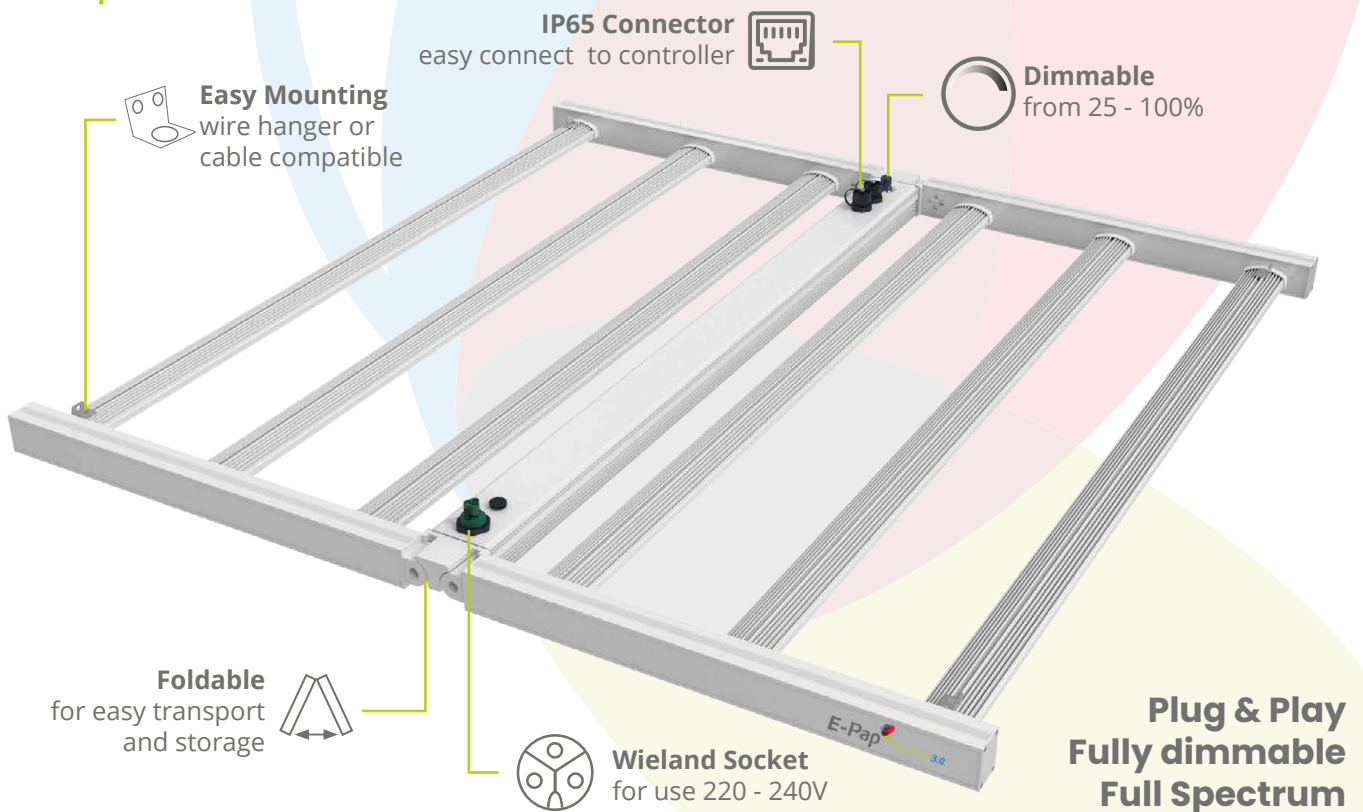 IP65 Connector
easy connect to controller
Easy Mounting
wire hanger or
cable compatible
Dimmable
from 25 - 100%
Foldable
for easy transport
and storage
Wieland Socket
for use 220 - 240V
E-Pap
3.0
Plug & Play
Fully dimmable
Full Spectrum